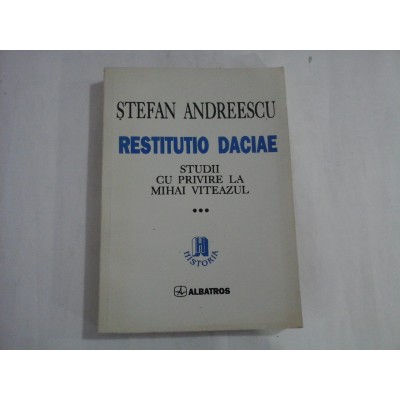 ȘTEFAN ANDREESCU
RESTITUTIO DACIAE
STUDII
CU PRIVIRE LA
MIHAI VITEAZUL
•••
H
HISTORIA
ALBATROS